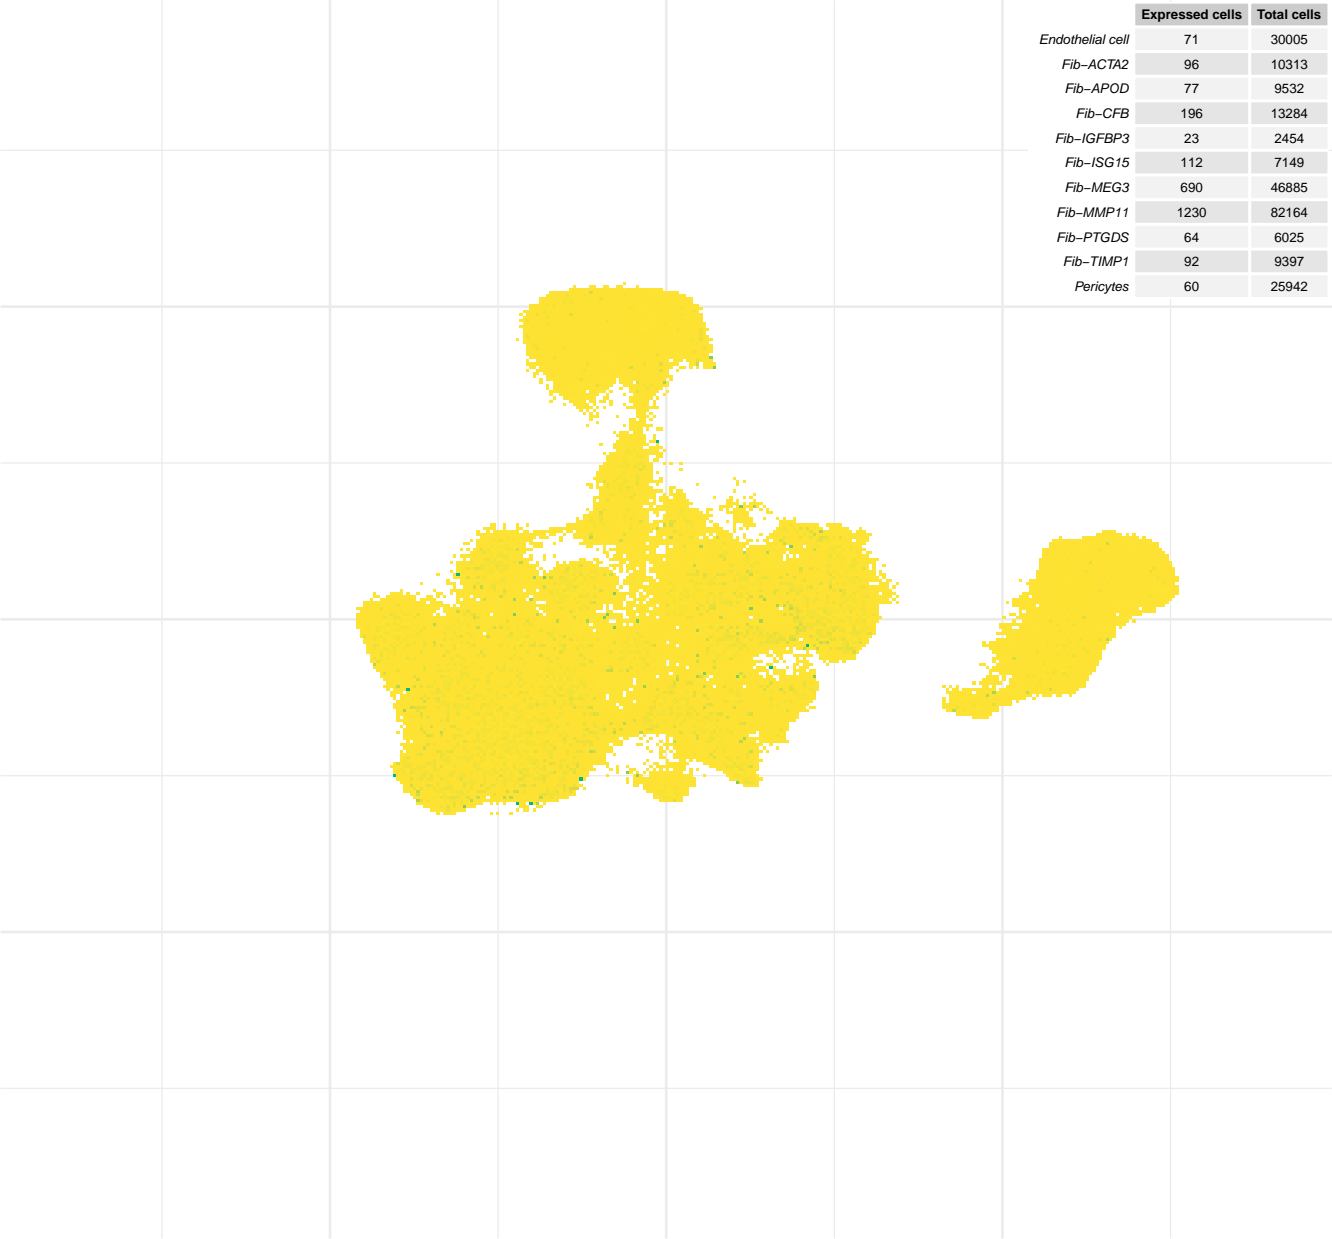 Expressed cells Total cells
Endothelial cell 71 30005
Fib−ACTA2 96 10313
Fib−APOD 77 9532
Fib−CFB 196 13284
Fib−IGFBP3 23 2454
Fib−ISG15 112 7149
Fib−MEG3 690 46885
Fib−MMP11 1230 82164
Fib−PTGDS 64 6025
Fib−TIMP1 92 9397
Pericytes 60 25942